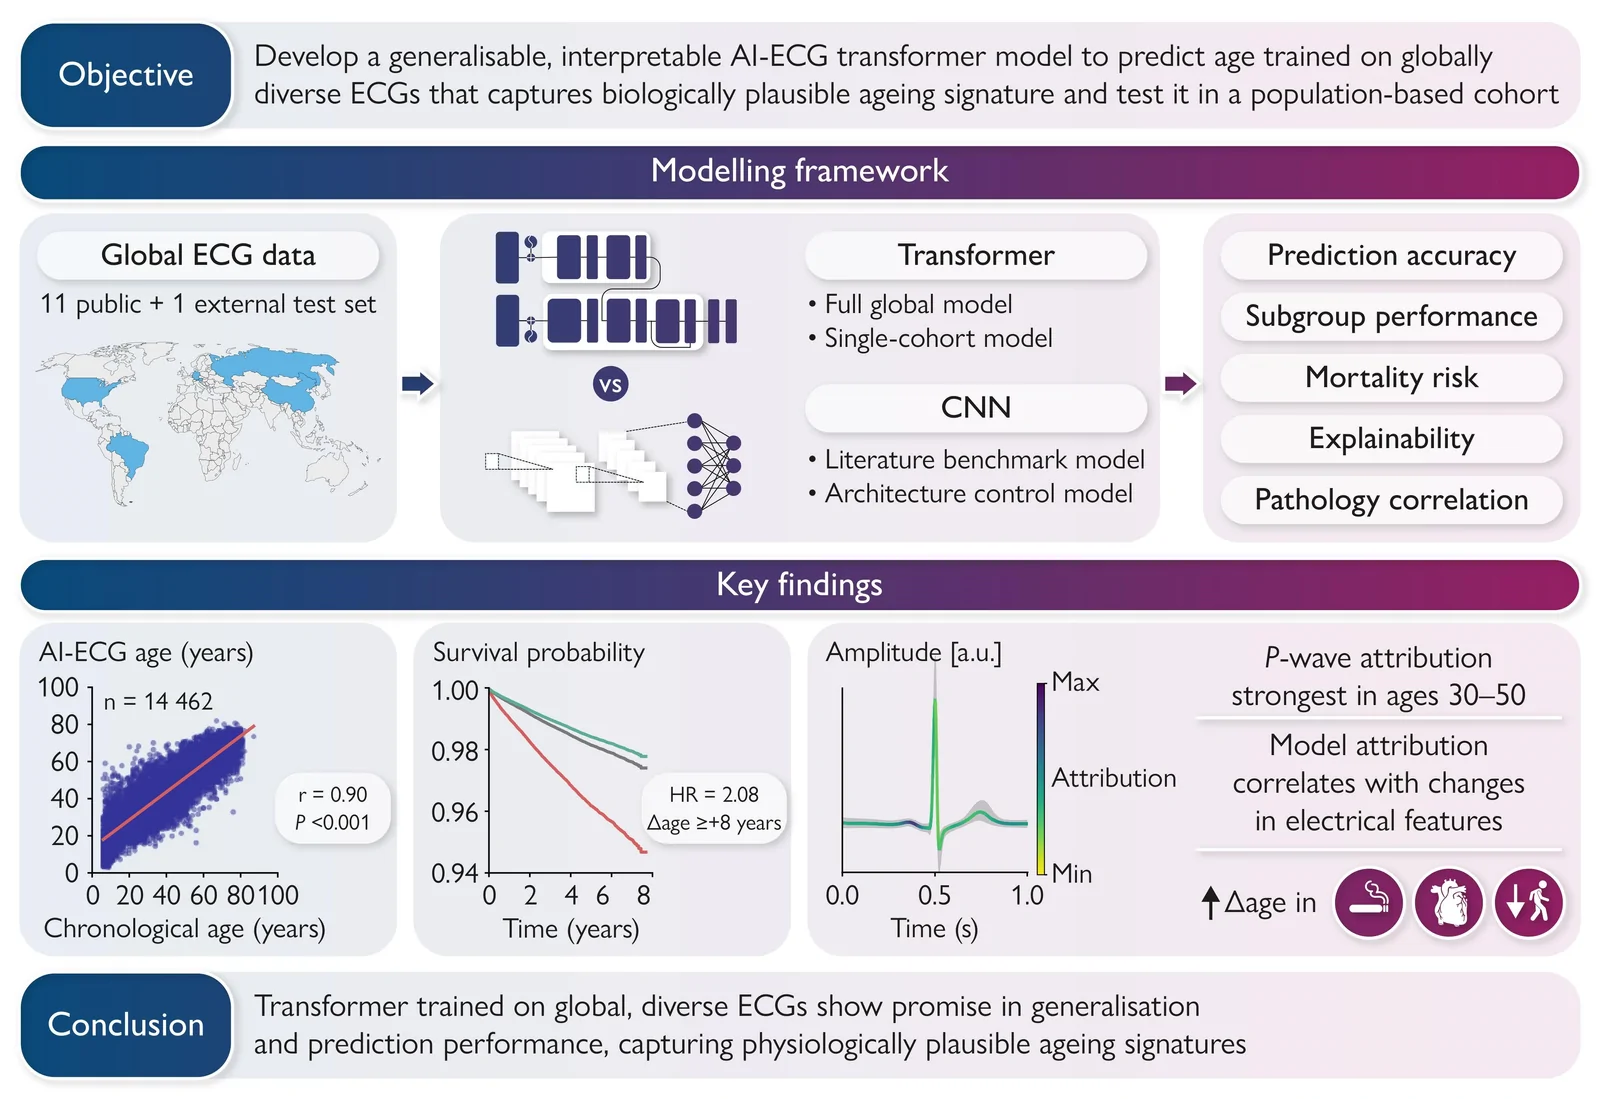 Objective
Develop a generalisable, interpretable AI-ECG transformer model to predict age trained on globally
diverse ECGs that captures biologically plausible ageing signature and test it in a population-based cohort
Modelling framework
Global ECG data
11 public + 1 external test set
vs
Transformer
• Full global model
• Single-cohort model
CNN
• Literature benchmark model
• Architecture control model
Prediction accuracy
Subgroup performance
Mortality risk
Explainability
Pathology correlation
Key findings
AI-ECG age (years)
100
80
60
40
20
0
n = 14 462
r = 0.90
P <0.001
0 20 40 60 80 100
Chronological age (years)
Survival probability
1.00
0.98
0.96
0.94
HR = 2.08
Δage ≥+8 years
0 2 4 6 8
Time (years)
Amplitude [a.u.]
Max
Attribution
Min
0.0 0.5 1.0
Time (s)
P-wave attribution
strongest in ages 30–50
Model attribution
correlates with changes
in electrical features
Δage in
Conclusion
Transformer trained on global, diverse ECGs show promise in generalisation
and prediction performance, capturing physiologically plausible ageing signatures